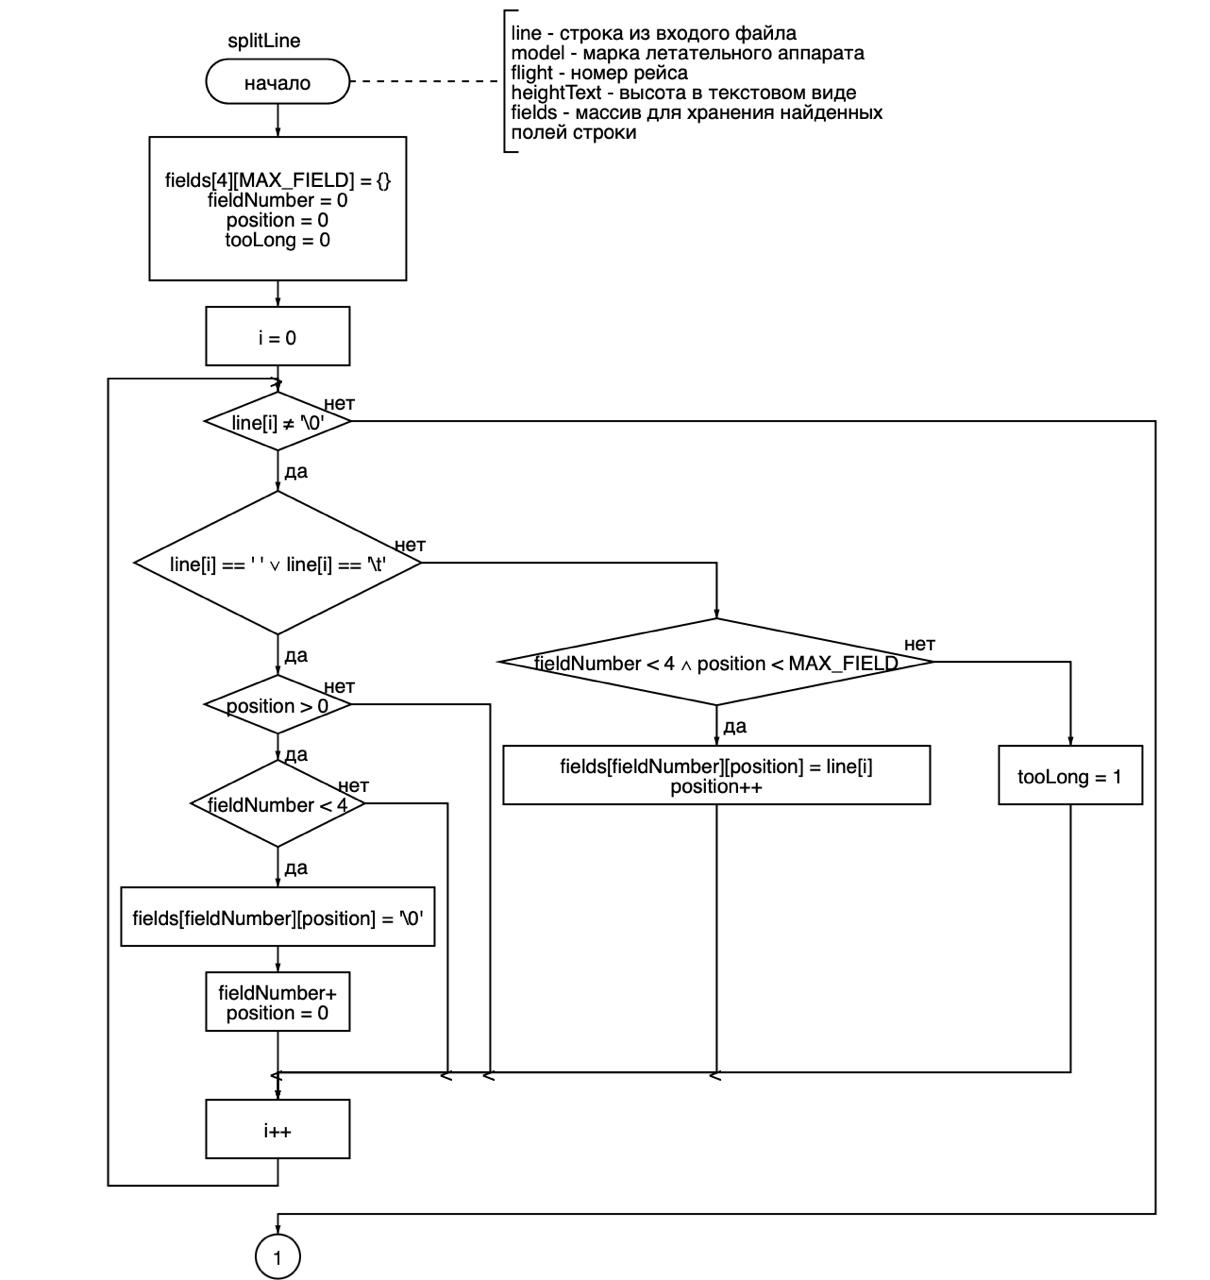 splitLine
начало
line - строка из входого файла
model - марка летательного аппарата
flight - номер рейса
heightText - высота в текстовом виде
fields - массив для хранения найденных
полей строки
fields[4][MAX_FIELD] = {}
fieldNumber = 0
position = 0
tooLong = 0
i = 0
нет
line[i] ≠ '\0'
да
нет
line[i] == ' ' ∨ line[i] == '\t'
да
нет
fieldNumber < 4 ∧ position < MAX_FIELD
нет
position > 0
да
fields[fieldNumber][position] = line[i]
position++
tooLong = 1
да
нет
fieldNumber < 4
да
fields[fieldNumber][position] = '\0'
fieldNumber+
position = 0
i++
1